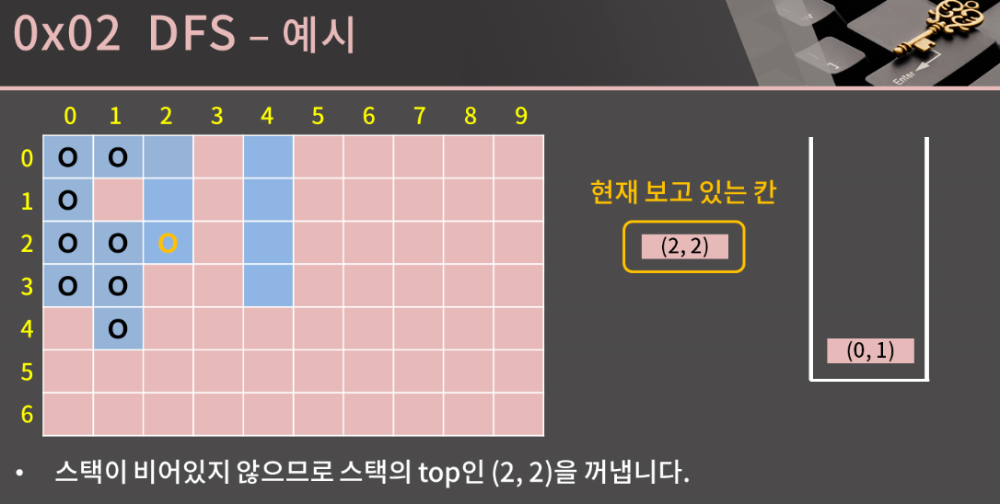 0x02 DFS – 예시
Enter
0 1 2 3 4 5 6 7 8 9
0 O O
1 O
2 O O O
3 O O
4 O
5
6
현재 보고 있는 칸
(2, 2)
(0, 1)
• 스택이 비어있지 않으므로 스택의 top인 (2, 2)을 꺼냅니다.